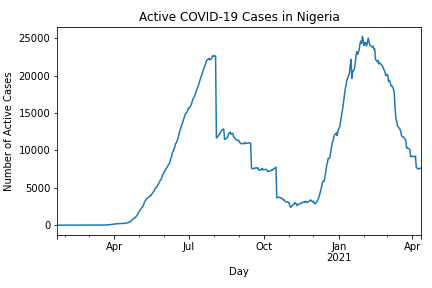 Active COVID-19 Cases in Nigeria
Number of Active Cases
25000
20000
15000
10000
5000
0
Apr Jul Oct Jan Apr
2021
Day